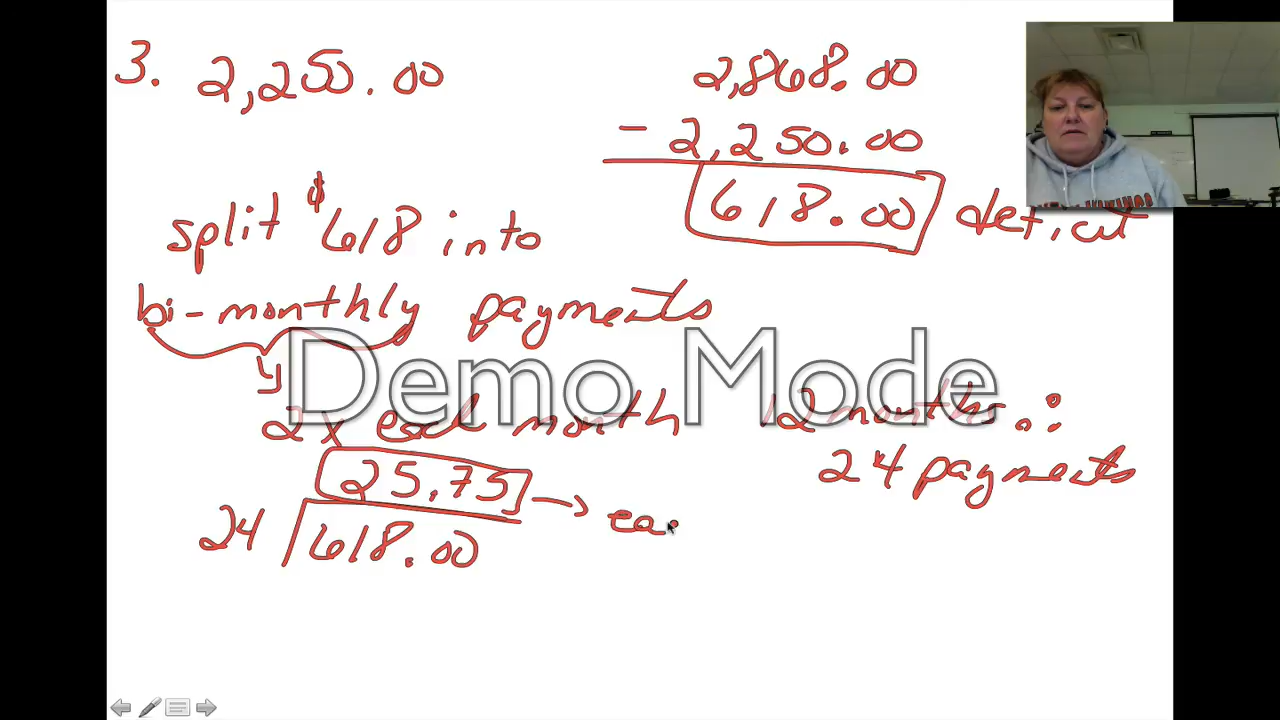 3. 2,250.00
2,868.00
- 2,250.00
618.00 deficit
split $618 into
bi-monthly payments
Demo Mode
2x each month
12 months ∴
24 payments
25.75 → ea
24 618.00